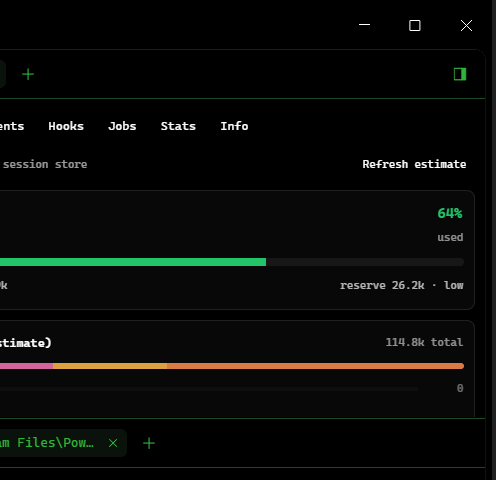 ents Hooks Jobs Stats Info
session store Refresh estimate
64%
used
k reserve 26.2k · low
stimate) 114.8k total
0
am Files\Pow…